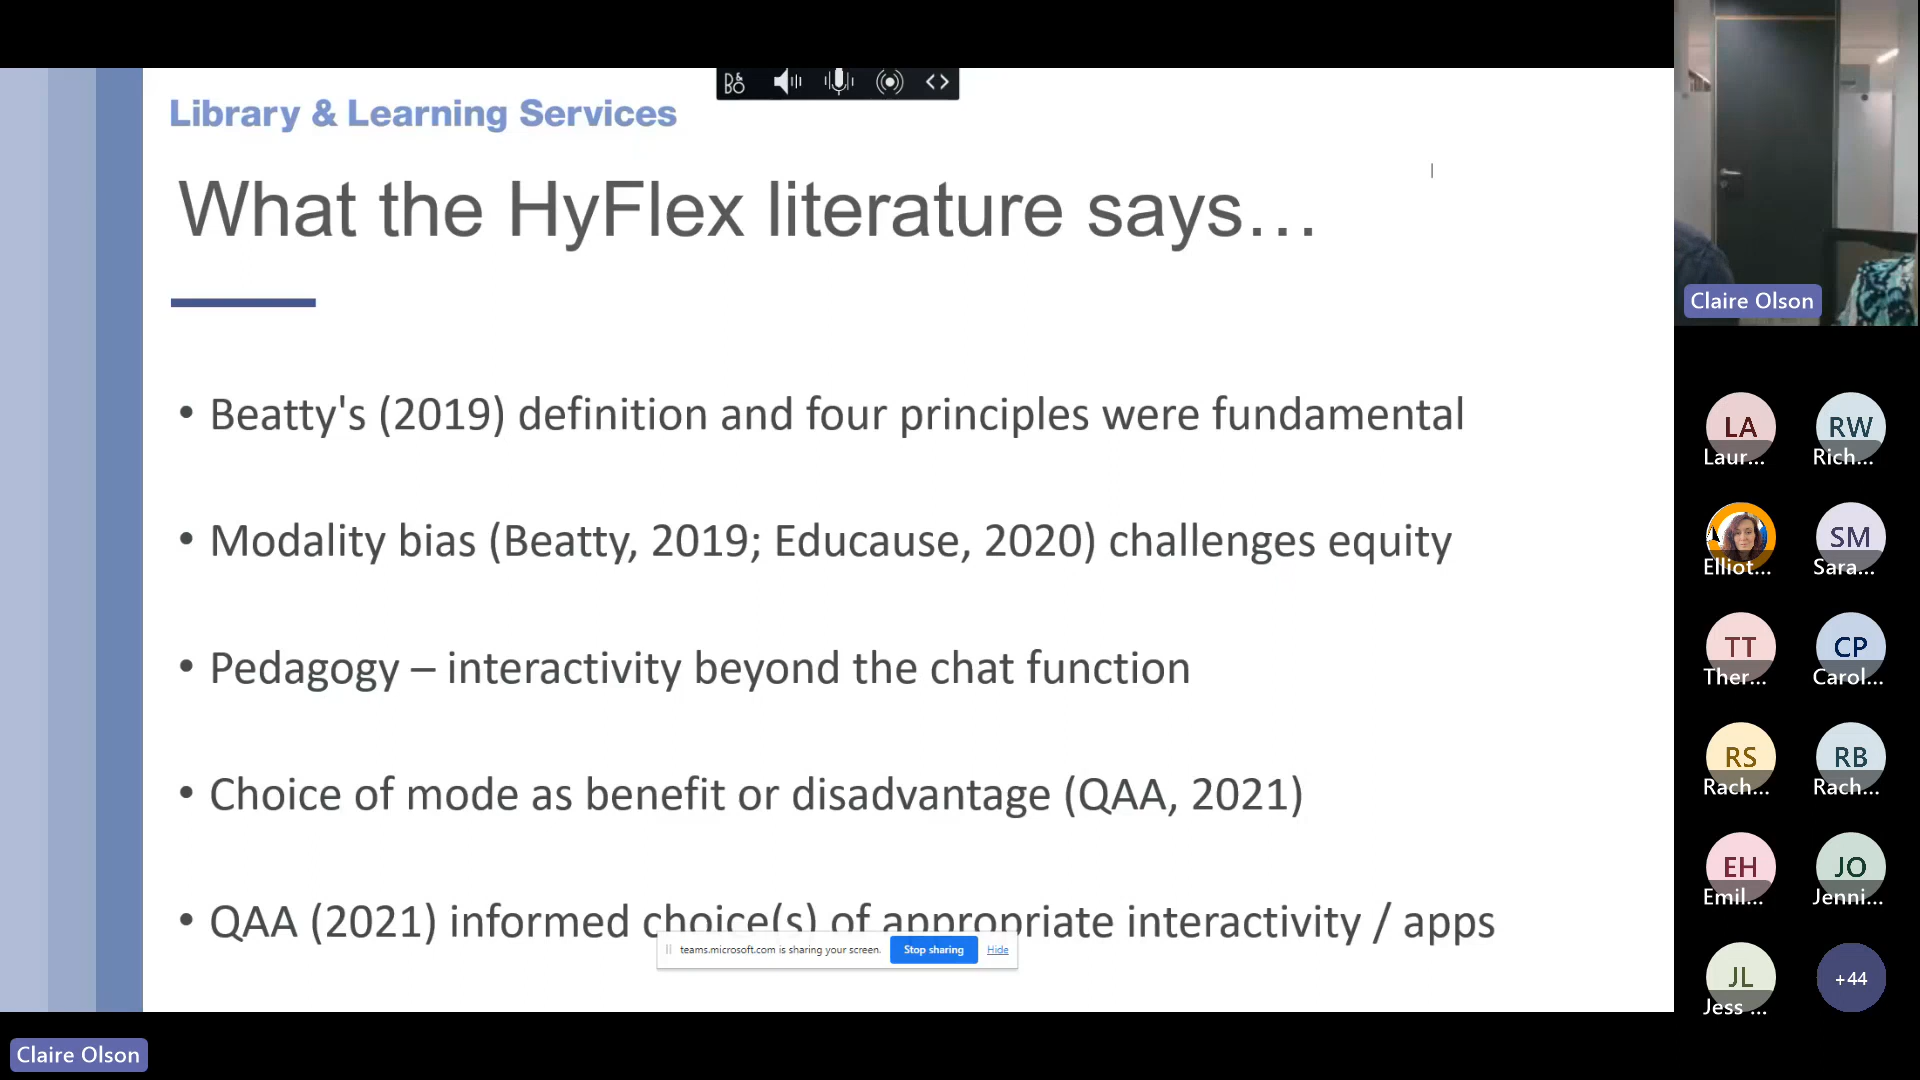 Library & Learning Services
What the HyFlex literature says…
• Beatty's (2019) definition and four principles were fundamental
• Modality bias (Beatty, 2019; Educause, 2020) challenges equity
• Pedagogy – interactivity beyond the chat function
• Choice of mode as benefit or disadvantage (QAA, 2021)
• QAA (2021) informed choice(s) of appropriate interactivity / apps
teams.microsoft.com is sharing your screen. Stop sharing Hide
Claire Olson
Claire Olson
LA RW
Laur... Rich...
SM
Elliot... Sara...
TT CP
Ther... Carol...
RS RB
Rach... Rach...
EH JO
Emil... Jenni...
JL +44
Jess ...